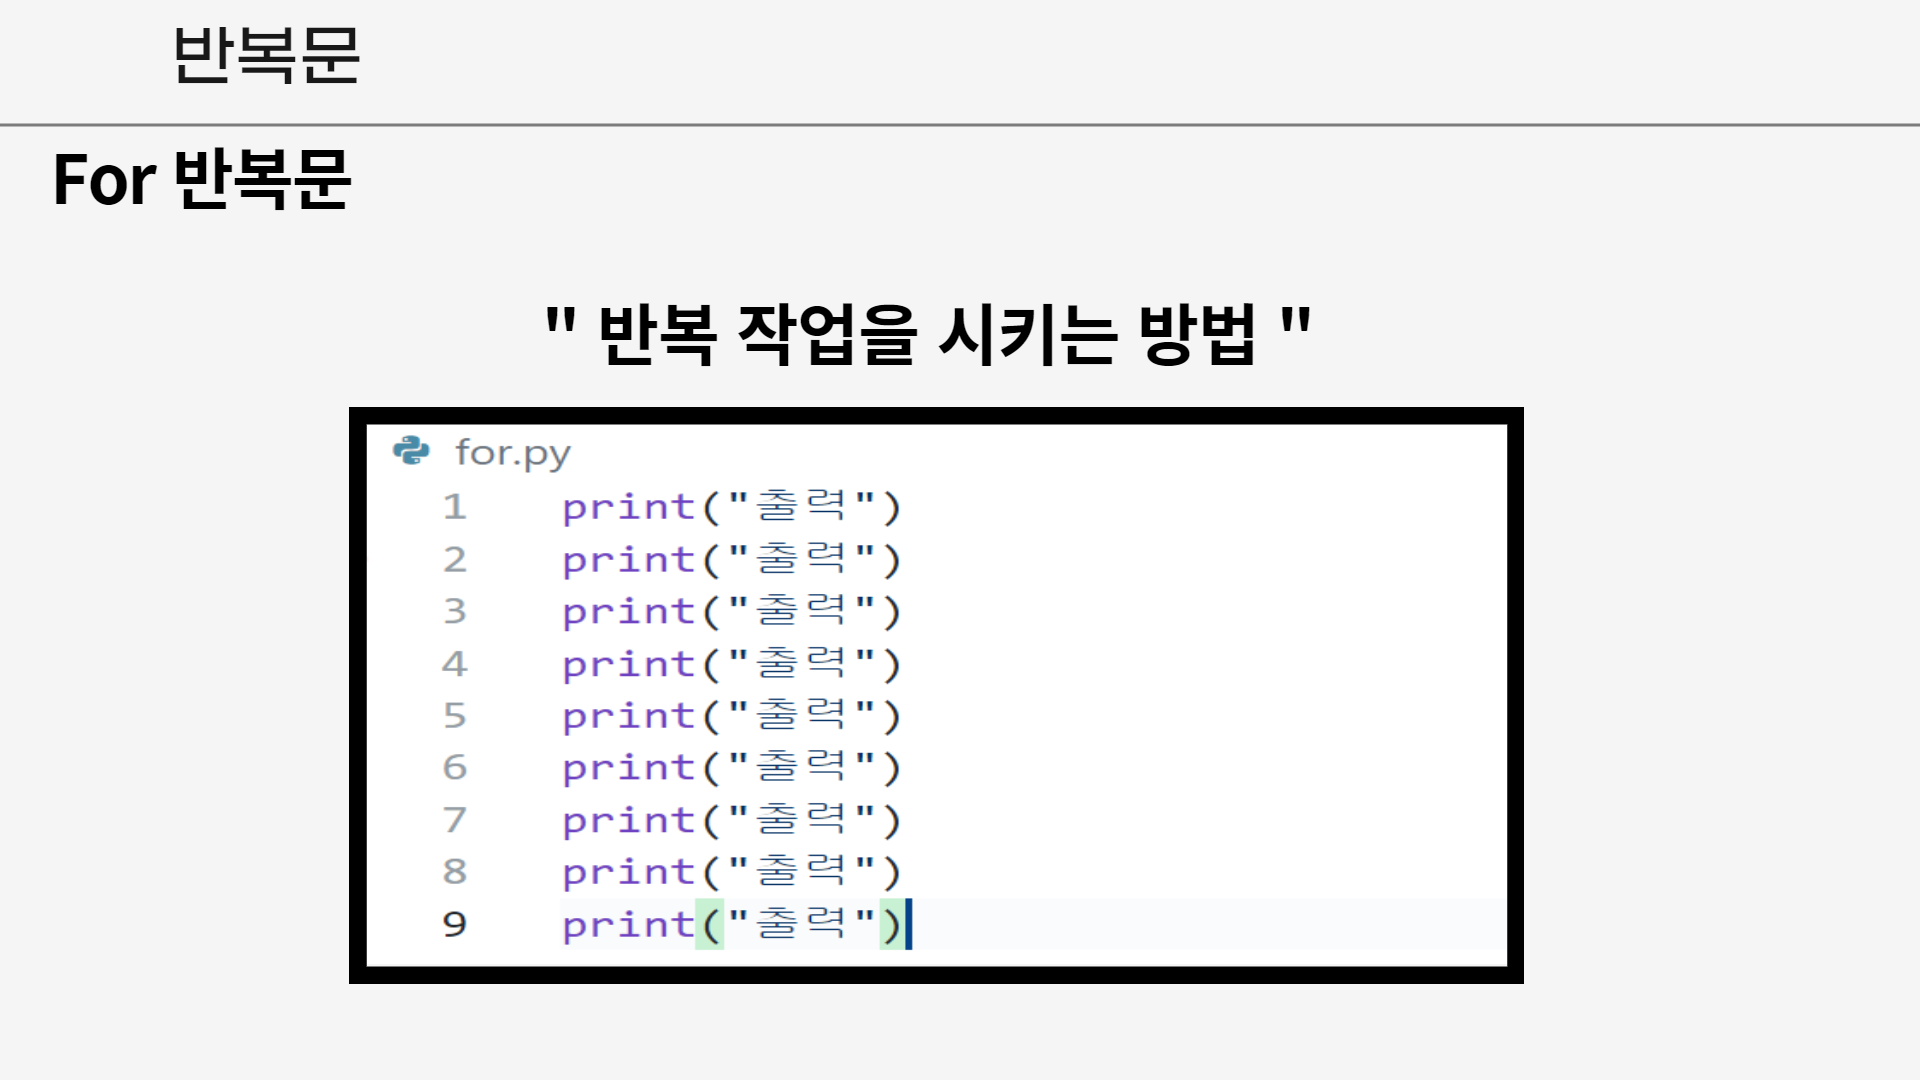 반복문
For 반복문
" 반복 작업을 시키는 방법 "
for.py
1 print("출력")
2 print("출력")
3 print("출력")
4 print("출력")
5 print("출력")
6 print("출력")
7 print("출력")
8 print("출력")
9 print("출력")